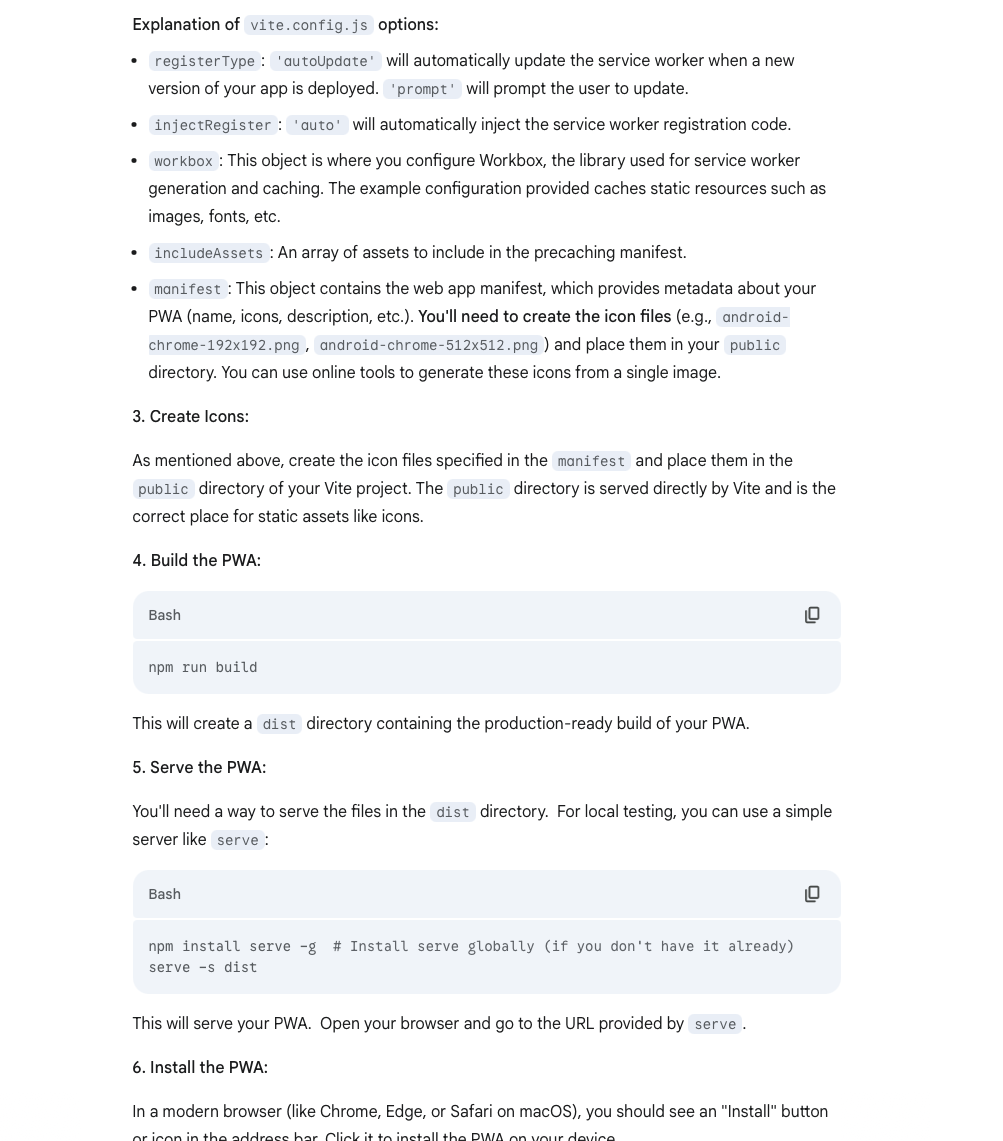 Explanation of vite.config.js options:
• registerType: 'autoUpdate' will automatically update the service worker when a new
version of your app is deployed. 'prompt' will prompt the user to update.
• injectRegister: 'auto' will automatically inject the service worker registration code.
• workbox: This object is where you configure Workbox, the library used for service worker
generation and caching. The example configuration provided caches static resources such as
images, fonts, etc.
• includeAssets: An array of assets to include in the precaching manifest.
• manifest: This object contains the web app manifest, which provides metadata about your
PWA (name, icons, description, etc.). You'll need to create the icon files (e.g., android-
chrome-192x192.png, android-chrome-512x512.png) and place them in your public
directory. You can use online tools to generate these icons from a single image.
3. Create Icons:
As mentioned above, create the icon files specified in the manifest and place them in the
public directory of your Vite project. The public directory is served directly by Vite and is the
correct place for static assets like icons.
4. Build the PWA:
Bash
npm run build
This will create a dist directory containing the production-ready build of your PWA.
5. Serve the PWA:
You'll need a way to serve the files in the dist directory.  For local testing, you can use a simple
server like serve:
Bash
npm install serve -g  # Install serve globally (if you don't have it already)
serve -s dist
This will serve your PWA.  Open your browser and go to the URL provided by serve.
6. Install the PWA:
In a modern browser (like Chrome, Edge, or Safari on macOS), you should see an "Install" button
or icon in the address bar. Click it to install the PWA on your device.